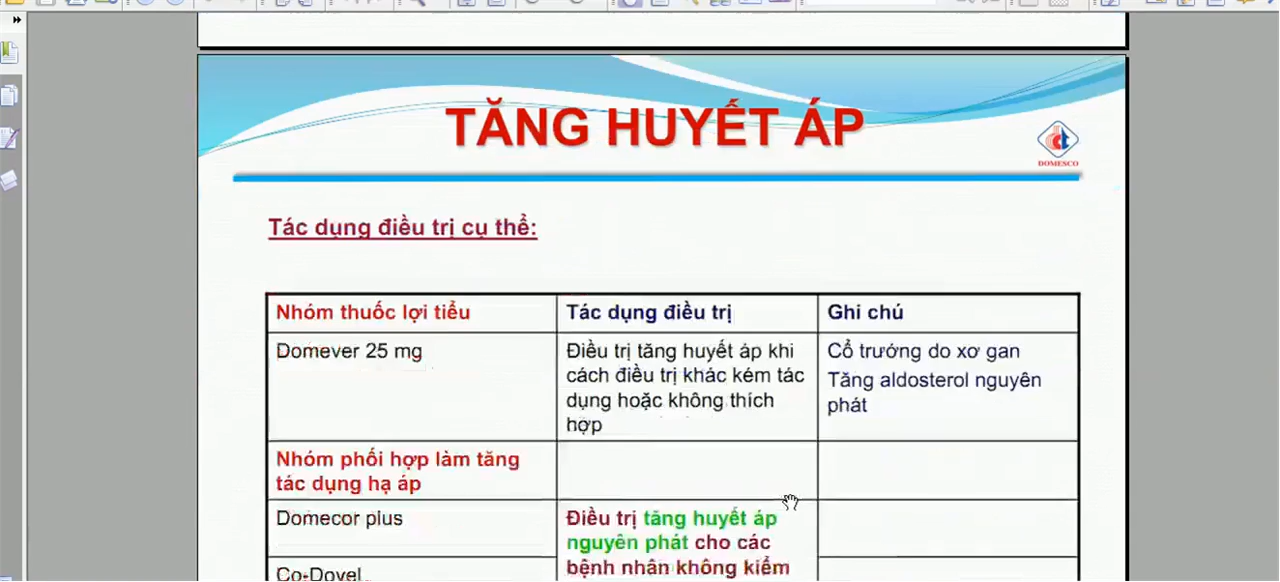 TĂNG HUYẾT ÁP
DOMESCO
Tác dụng điều trị cụ thể:
Nhóm thuốc lợi tiểu
Tác dụng điều trị
Ghi chú
Domever 25 mg
Điều trị tăng huyết áp khi
cách điều trị khác kém tác
dụng hoặc không thích
hợp
Cổ trướng do xơ gan
Tăng aldosterol nguyên
phát
Nhóm phối hợp làm tăng
tác dụng hạ áp
Domecor plus
Điều trị tăng huyết áp
nguyên phát cho các
bệnh nhân không kiểm
Co-Dovel